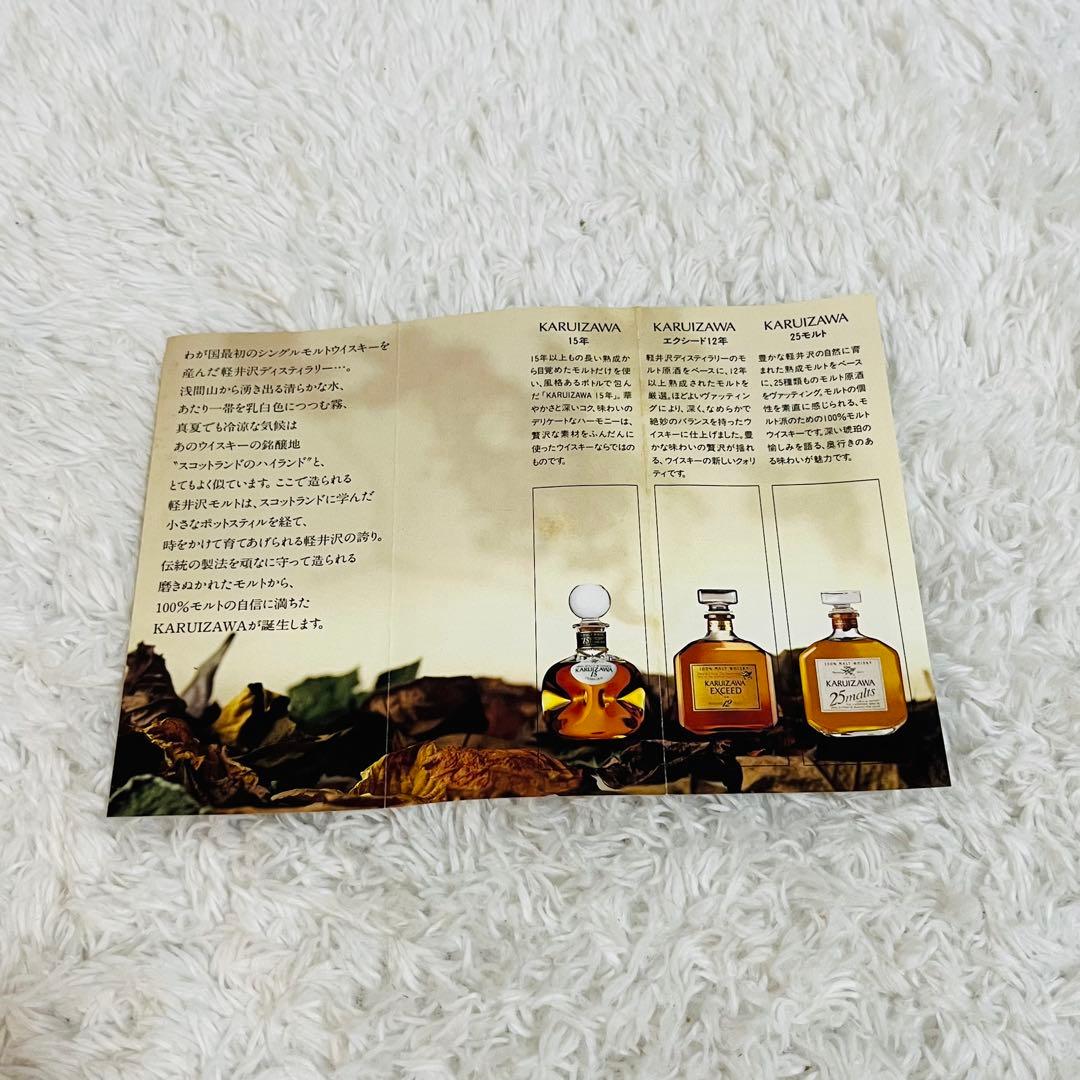 わが国最初のシングルモルトウイスキーを
産んだ軽井沢ディスティラリー…。
浅間山から湧き出る清らかな水、
あたり一帯を乳白色につつむ霧、
真夏でも冷涼な気候は
あのウイスキーの銘醸地
“スコットランドのハイランド”と、
とてもよく似ています。ここで造られる
軽井沢モルトは、スコットランドに学んだ
小さなポットスティルを経て、
時をかけて育てあげられる軽井沢の誇り。
伝統の製法を頑なに守って造られる
磨きぬかれたモルトから、
100%モルトの自信に満ちた
KARUIZAWAが誕生します。
KARUIZAWA
15年
15年以上もの長い熟成か
ら目覚めたモルトだけを使
い、風格あるボトルで包ん
だ「KARUIZAWA 15年」。華
やかさと深いコク、味わいの
デリケートなハーモニーは、
贅沢な素材をふんだんに
使ったウイスキーならではの
ものです。
KARUIZAWA
エクシード12年
軽井沢ディスティラリーのモ
ルト原酒をベースに、12年
以上熟成されたモルトを
厳選。ほどよいヴァッティン
グにより、深く、なめらかで
絶妙のバランスを持ったウ
イスキーに仕上げました。豊
かな味わいの贅沢が揺れ
る、ウイスキーの新しいクォリ
ティです。
KARUIZAWA
25モルト
豊かな軽井沢の自然に育
まれた熟成モルトをベース
に、25種類ものモルト原酒
をヴァッティング。モルトの個
性を素直に感じられる、モ
ルト派のための100%モルト
ウイスキーです。深い琥珀の
愉しみを語る、奥行きのあ
る味わいが魅力です。
15
KARUIZAWA
15
100% MALT WHISKY
KARUIZAWA
EXCEED
12
100% MALT WHISKY
KARUIZAWA
25malts